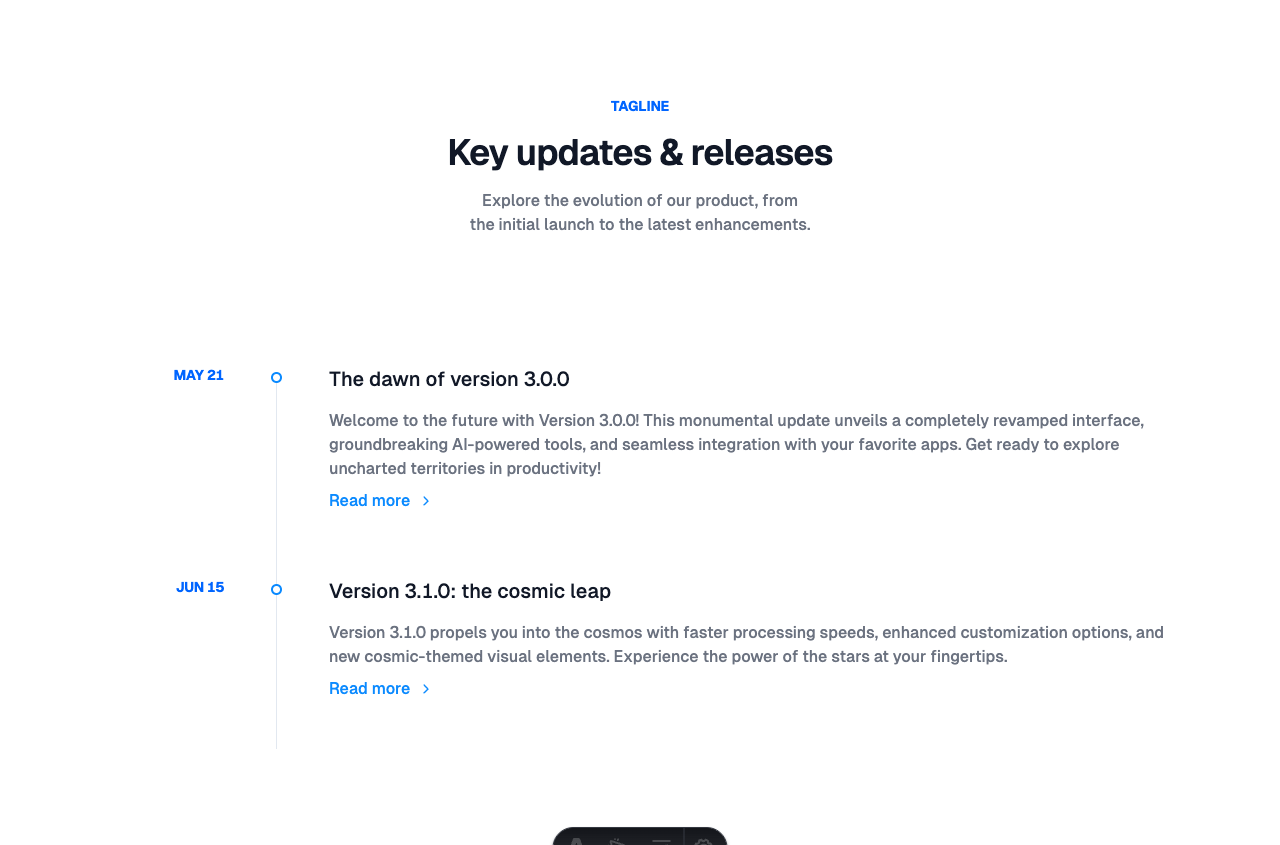 TAGLINE
Key updates & releases
Explore the evolution of our product, from
the initial launch to the latest enhancements.
MAY 21
The dawn of version 3.0.0
Welcome to the future with Version 3.0.0! This monumental update unveils a completely revamped interface,
groundbreaking AI-powered tools, and seamless integration with your favorite apps. Get ready to explore
uncharted territories in productivity!
Read more
JUN 15
Version 3.1.0: the cosmic leap
Version 3.1.0 propels you into the cosmos with faster processing speeds, enhanced customization options, and
new cosmic-themed visual elements. Experience the power of the stars at your fingertips.
Read more